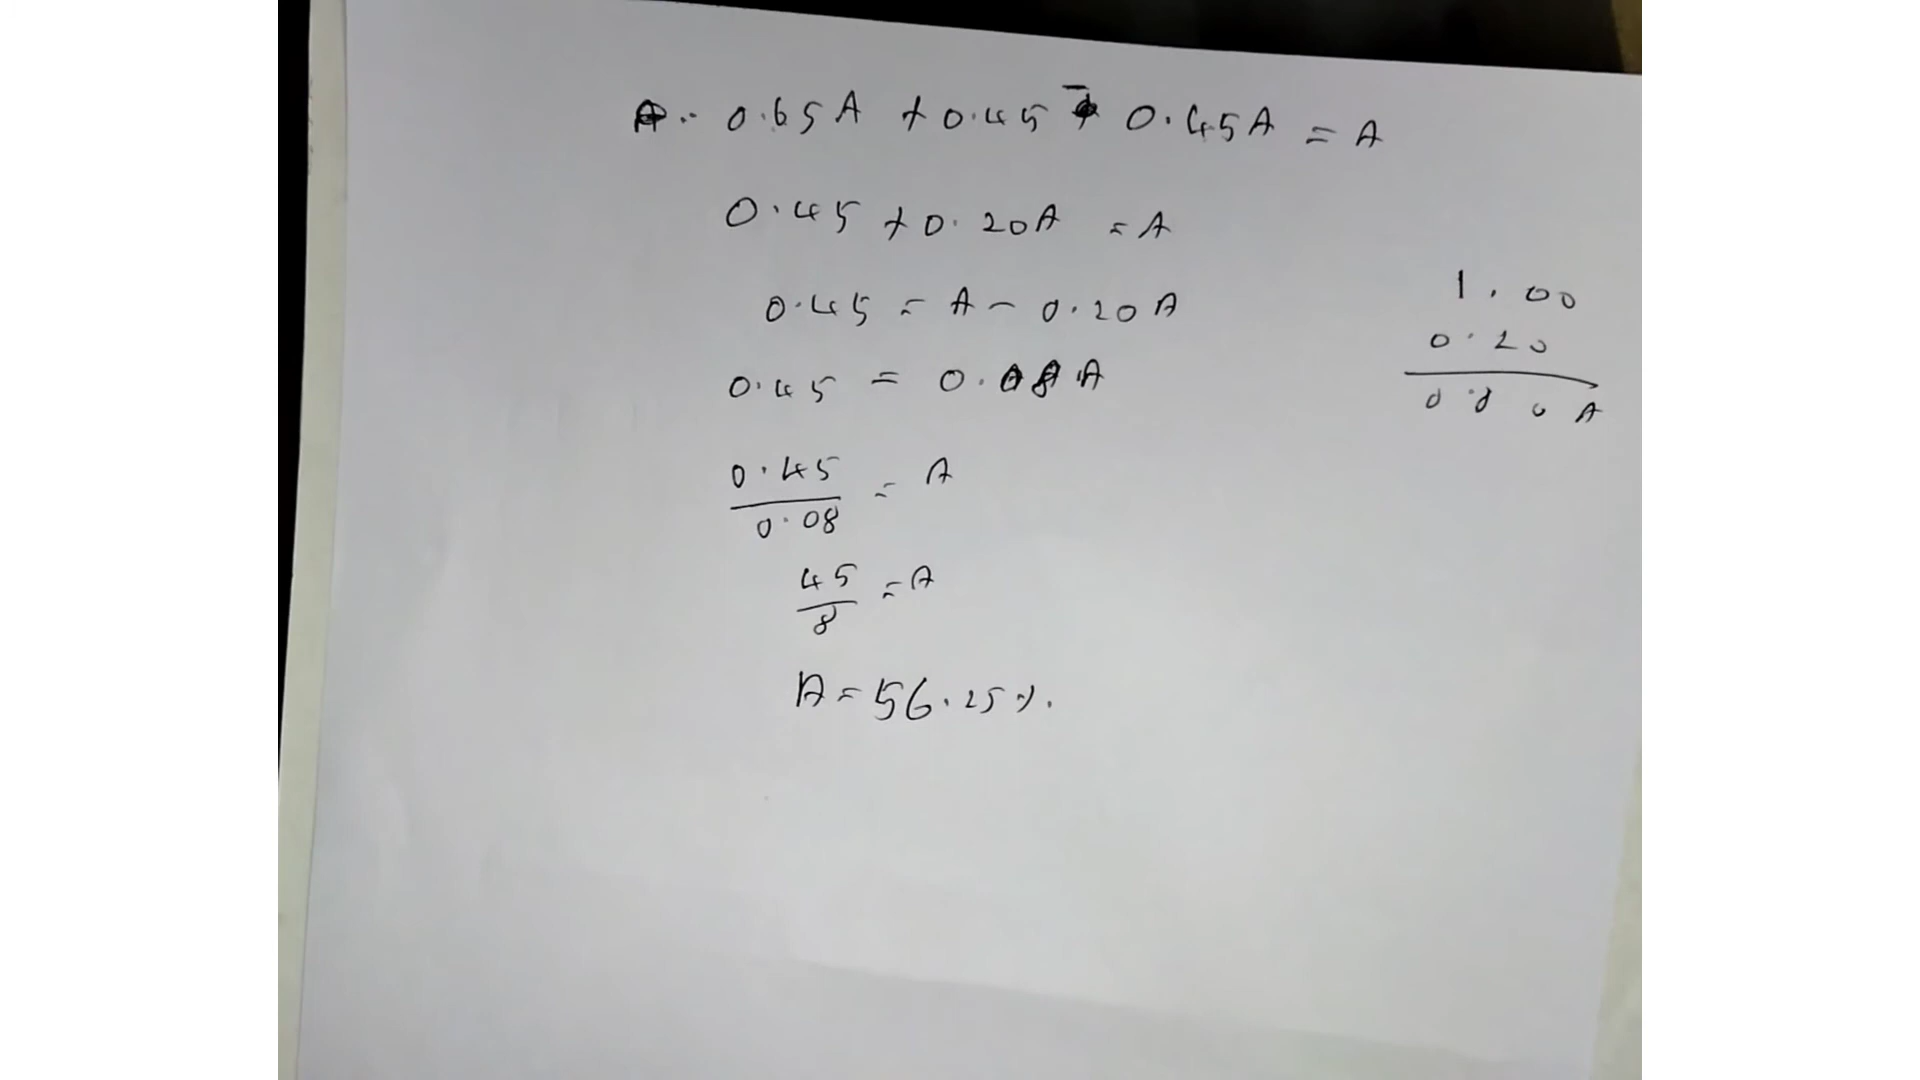 0.65A + 0.45 - 0.45A = A
0.45 + 0.20A = A
0.45 = A - 0.20A
0.45 = 0.08A
0.45
0.08
= A
45
8
= A
A = 56.25%.
1.00
0.20
0.80A